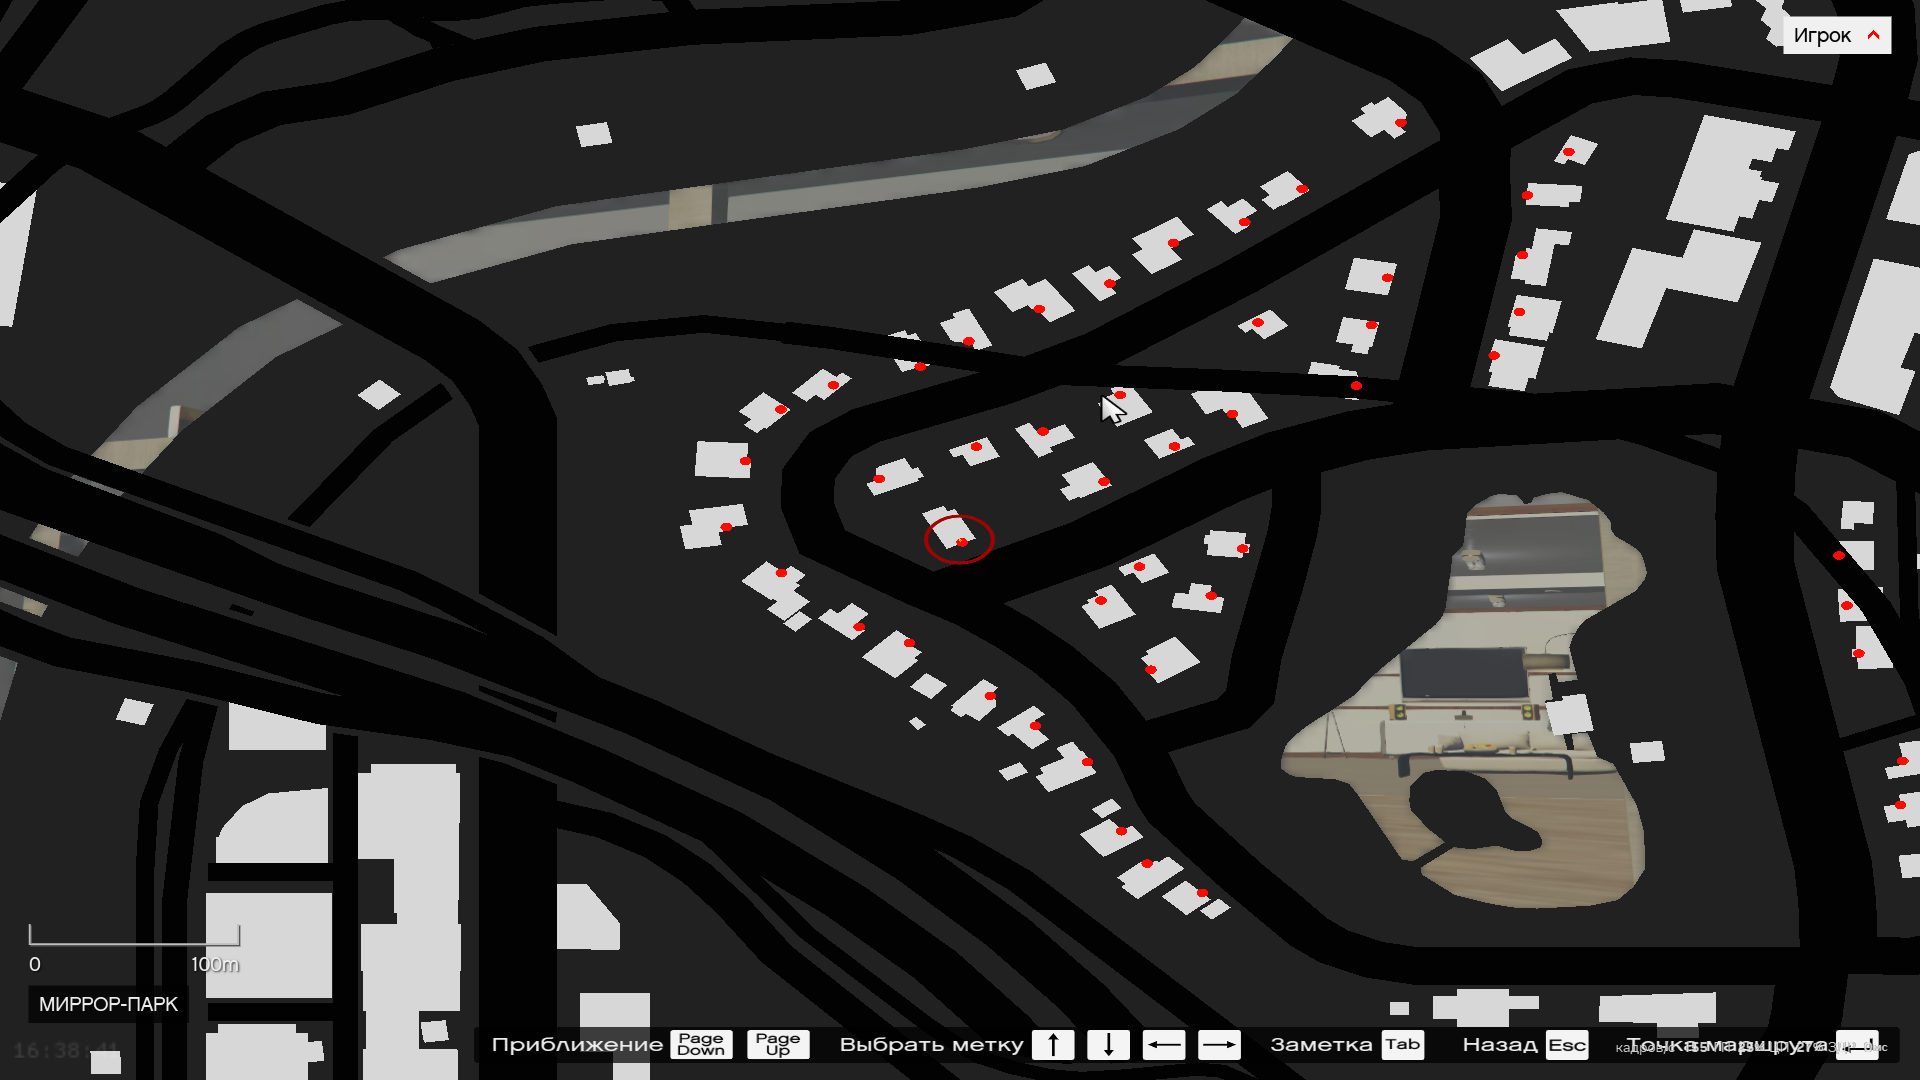 Игрок
0 100m
МИРРОР-ПАРК
16:38:41
Приближение Page Down Page Up Выбрать метку ↑ ↓ ← → Заметка Tab Назад Esc Точка маршрута